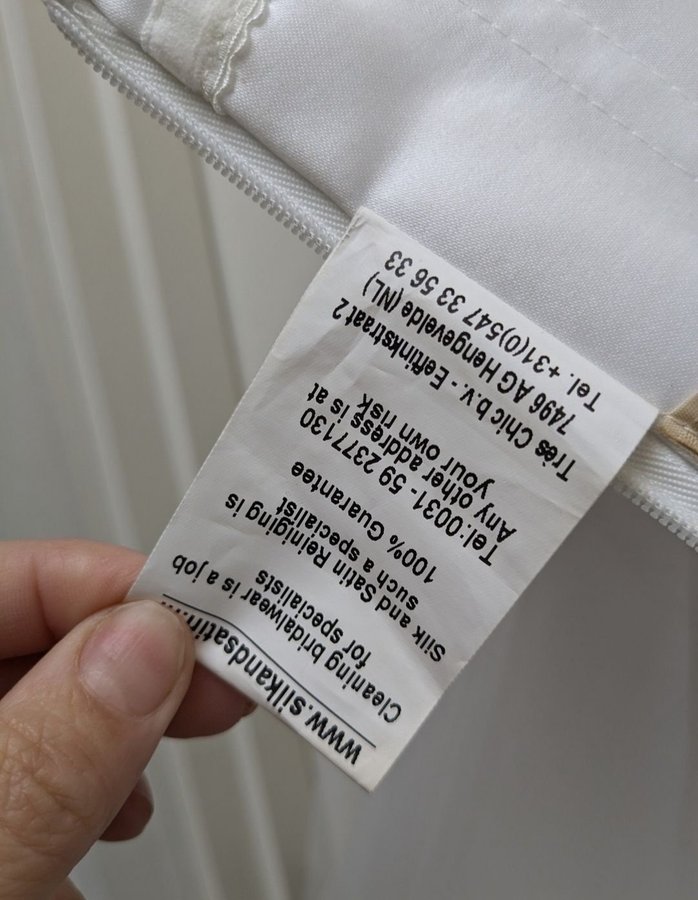 www.silkandsatin
Cleaning bridalwear is a job
for specialists
Silk and Satin Reiniging is
such a specialist
100% Guarantee
Tel:0031 - 59 2377130
Any other address is at
your own risk
Très Chic b.v. - Eeftinkstraat 2
7496 AG Hengevelde (NL)
Tel. +31(0)547 33 56 33